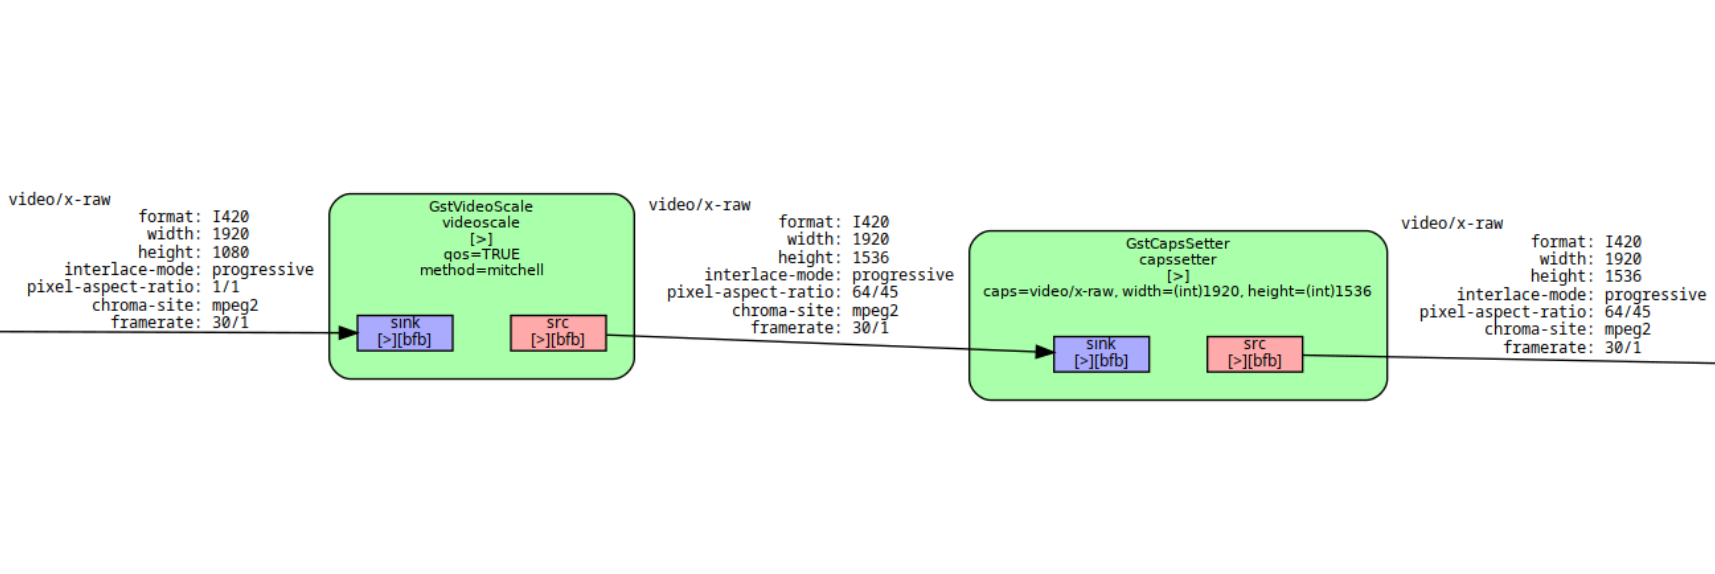 video/x-raw
format: I420
width: 1920
height: 1080
interlace-mode: progressive
pixel-aspect-ratio: 1/1
chroma-site: mpeg2
framerate: 30/1
GstVideoScale
videoscale
[>]
qos=TRUE
method=mitchell
sink
[>][bfb]
src
[>][bfb]
video/x-raw
format: I420
width: 1920
height: 1536
interlace-mode: progressive
pixel-aspect-ratio: 64/45
chroma-site: mpeg2
framerate: 30/1
GstCapsSetter
capssetter
[>]
caps=video/x-raw, width=(int)1920, height=(int)1536
sink
[>][bfb]
src
[>][bfb]
video/x-raw
format: I420
width: 1920
height: 1536
interlace-mode: progressive
pixel-aspect-ratio: 64/45
chroma-site: mpeg2
framerate: 30/1